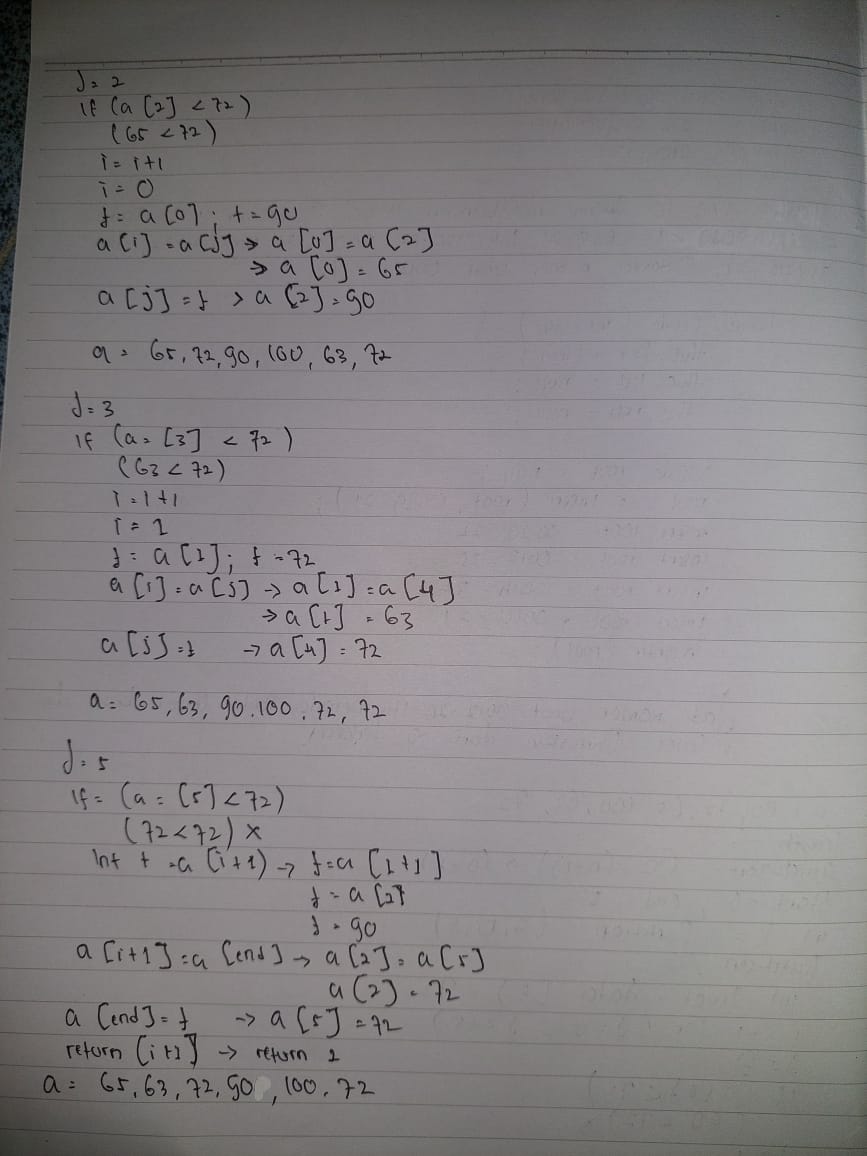 J = 2
if (a [2] < 72)
(65 < 72)
i = i+1
i = 0
t = a [0] ; t = 90
a [i] = a [j] → a [0] = a [2]
→ a [0] = 65
a [j] = t → a [2] = 90
a = 65, 72, 90, 100, 63, 72
J = 3
if (a = [3] < 72)
(63 < 72)
i = i+1
i = 1
t = a [1] ; t = 72
a [i] = a [j] → a [1] = a [4]
→ a [1] = 63
a [j] = t → a [4] = 72
a = 65, 63, 90, 100, 72, 72
J = 5
if = (a = [5] < 72)
(72 < 72) x
int t = a (i+1) → t = a [1+1]
t = a [2]
t = 90
a [i+1] = a [end] → a [2] = a [5]
a (2) = 72
a [end] = t → a [5] = 72
return [i+1] → return 2
a = 65, 63, 72, 90, 100, 72